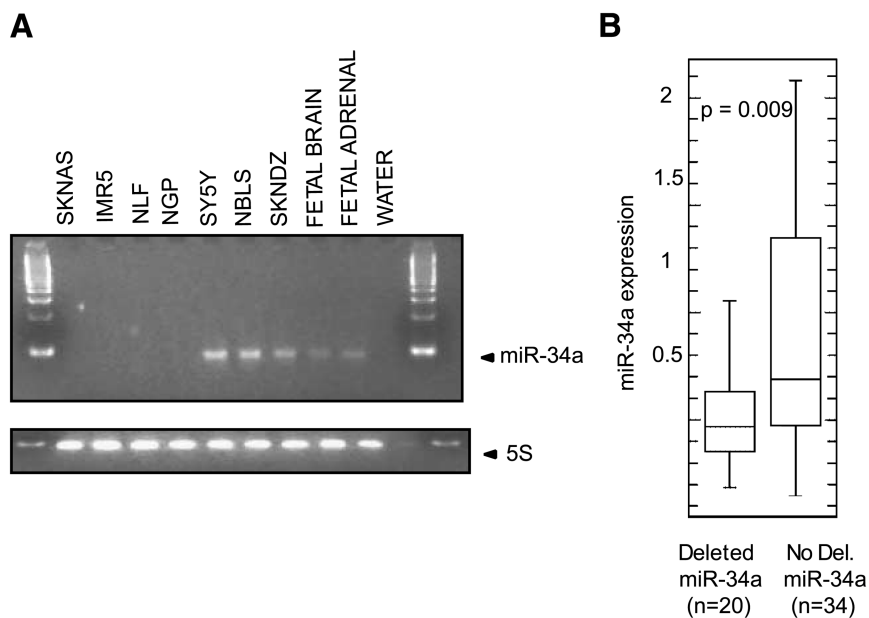 A
B
SKNAS
IMR5
NLF
NGP
SY5Y
NBLS
SKNDZ
FETAL BRAIN
FETAL ADRENAL
WATER
miR-34a
5S
miR-34a expression
2
1.5
1
0.5
p = 0.009
Deleted
miR-34a
(n=20)
No Del.
miR-34a
(n=34)